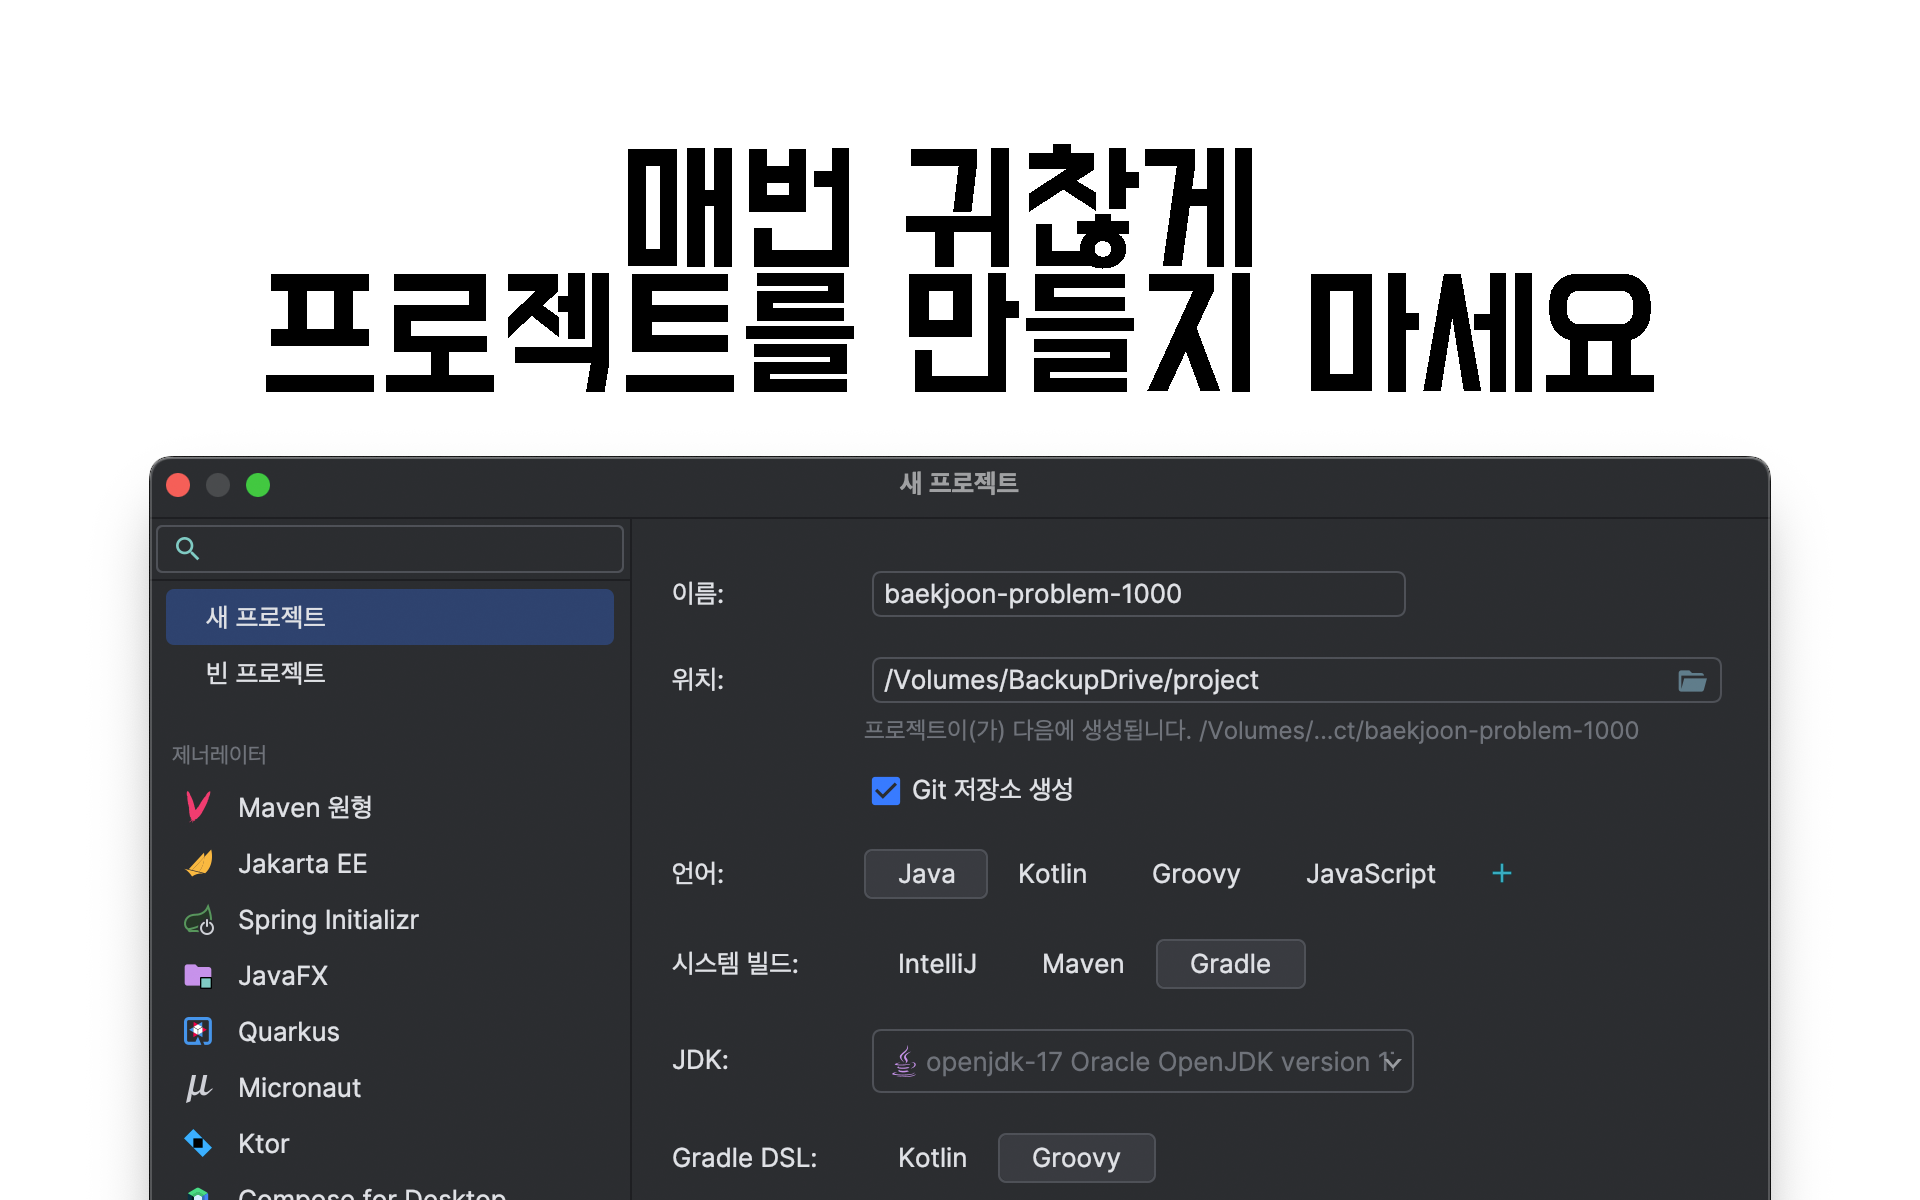 매번 귀찮게
프로젝트를 만들지 마세요
새 프로젝트
새 프로젝트
빈 프로젝트
제너레이터
Maven 원형
Jakarta EE
Spring Initializr
JavaFX
Quarkus
Micronaut
Ktor
Compose for Desktop
이름:
baekjoon-problem-1000
위치:
/Volumes/BackupDrive/project
프로젝트이(가) 다음에 생성됩니다. /Volumes/...ct/baekjoon-problem-1000
Git 저장소 생성
언어:
Java Kotlin Groovy JavaScript +
시스템 빌드:
IntelliJ Maven Gradle
JDK:
openjdk-17 Oracle OpenJDK version
Gradle DSL:
Kotlin Groovy